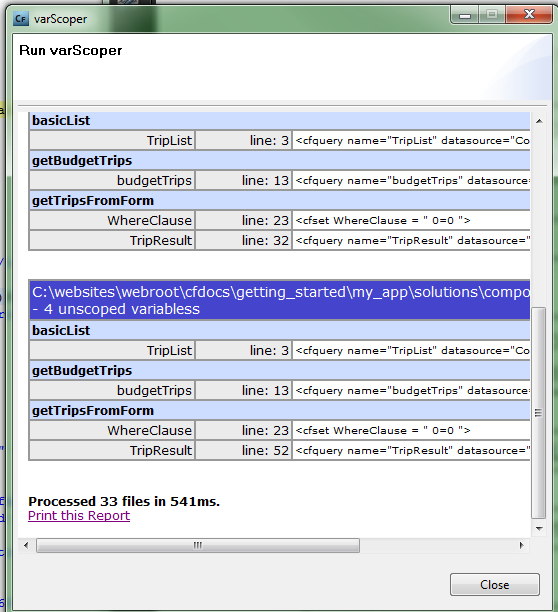 CF varScoper
Run varScoper
basicList
TripList line: 3 <cfquery name="TripList" datasource="Co
getBudgetTrips
budgetTrips line: 13 <cfquery name="budgetTrips" datasource=
getTripsFromForm
WhereClause line: 23 <cfset WhereClause = " 0=0 ">
TripResult line: 32 <cfquery name="TripResult" datasource="
C:\websites\webroot\cfdocs\getting_started\my_app\solutions\compo
- 4 unscoped variabless
basicList
TripList line: 3 <cfquery name="TripList" datasource="Co
getBudgetTrips
budgetTrips line: 13 <cfquery name="budgetTrips" datasource=
getTripsFromForm
WhereClause line: 23 <cfset WhereClause = " 0=0 ">
TripResult line: 52 <cfquery name="TripResult" datasource="
Processed 33 files in 541ms.
Print this Report
Close